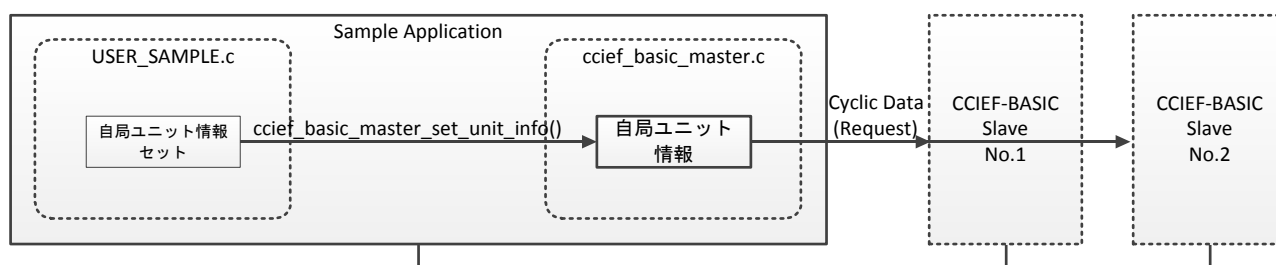 Sample Application
USER_SAMPLE.c
自局ユニット情報
セット
ccief_basic_master_set_unit_info()
ccief_basic_master.c
自局ユニット
情報
Cyclic Data
(Request)
CCIEF-BASIC
Slave
No.1
CCIEF-BASIC
Slave
No.2